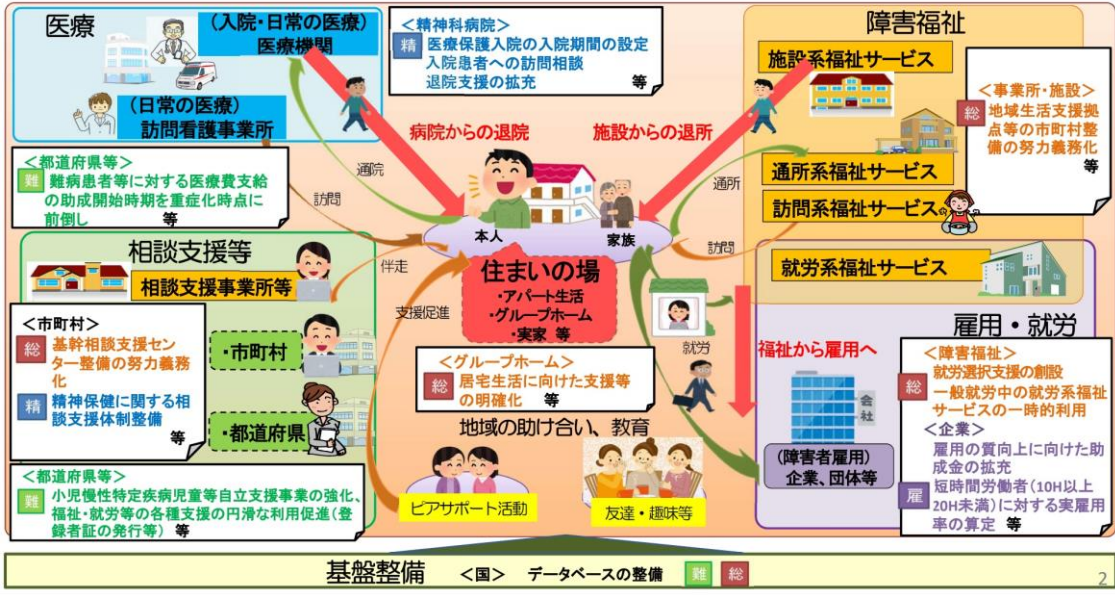 医療
(入院・日常の医療)
医療機関
(日常の医療)
訪問看護事業所
<精神科病院>
精
医療保護入院の入院期間の設定
入院患者への訪問相談
退院支援の拡充 等
障害福祉
施設系福祉サービス
<事業所・施設>
総
地域生活支援拠
点等の市町村整
備の努力義務化
等
通所系福祉サービス
訪問系福祉サービス
就労系福祉サービス
病院からの退院
施設からの退所
通院
訪問
通所
訪問
<都道府県等>
難
難病患者等に対する医療費支給
の助成開始時期を重症化時点に
前倒し 等
本人
家族
住まいの場
・アパート生活
・グループホーム
・実家 等
相談支援等
相談支援事業所等
伴走
支援促進
<市町村>
総
基幹相談支援セン
ター整備の努力義務
化
精
精神保健に関する相
談支援体制整備
等
・市町村
・都道府県
<グループホーム>
総
居宅生活に向けた支援等
の明確化 等
就労
福祉から雇用へ
雇用・就労
会社
(障害者雇用)
企業、団体等
<障害福祉>
総
就労選択支援の創設
一般就労中の就労系福祉
サービスの一時的利用
<企業>
雇用の質向上に向けた助
成金の拡充
雇
短時間労働者(10H以上
20H未満)に対する実雇用
率の算定 等
地域の助け合い、教育
ピアサポート活動
友達・趣味等
<都道府県等>
難
小児慢性特定疾病児童等自立支援事業の強化、
福祉・就労等の各種支援の円滑な利用促進(登
録者証の発行等) 等
基盤整備 <国> データベースの整備 難 総
2